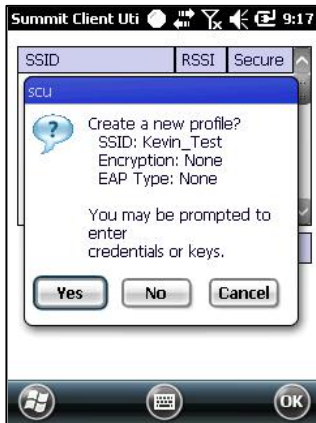 Summit Client Uti 9:17
SSID RSSI Secure
scu
Create a new profile?
SSID: Kevin_Test
Encryption: None
EAP Type: None
You may be prompted to
enter
credentials or keys.
Yes No Cancel
OK